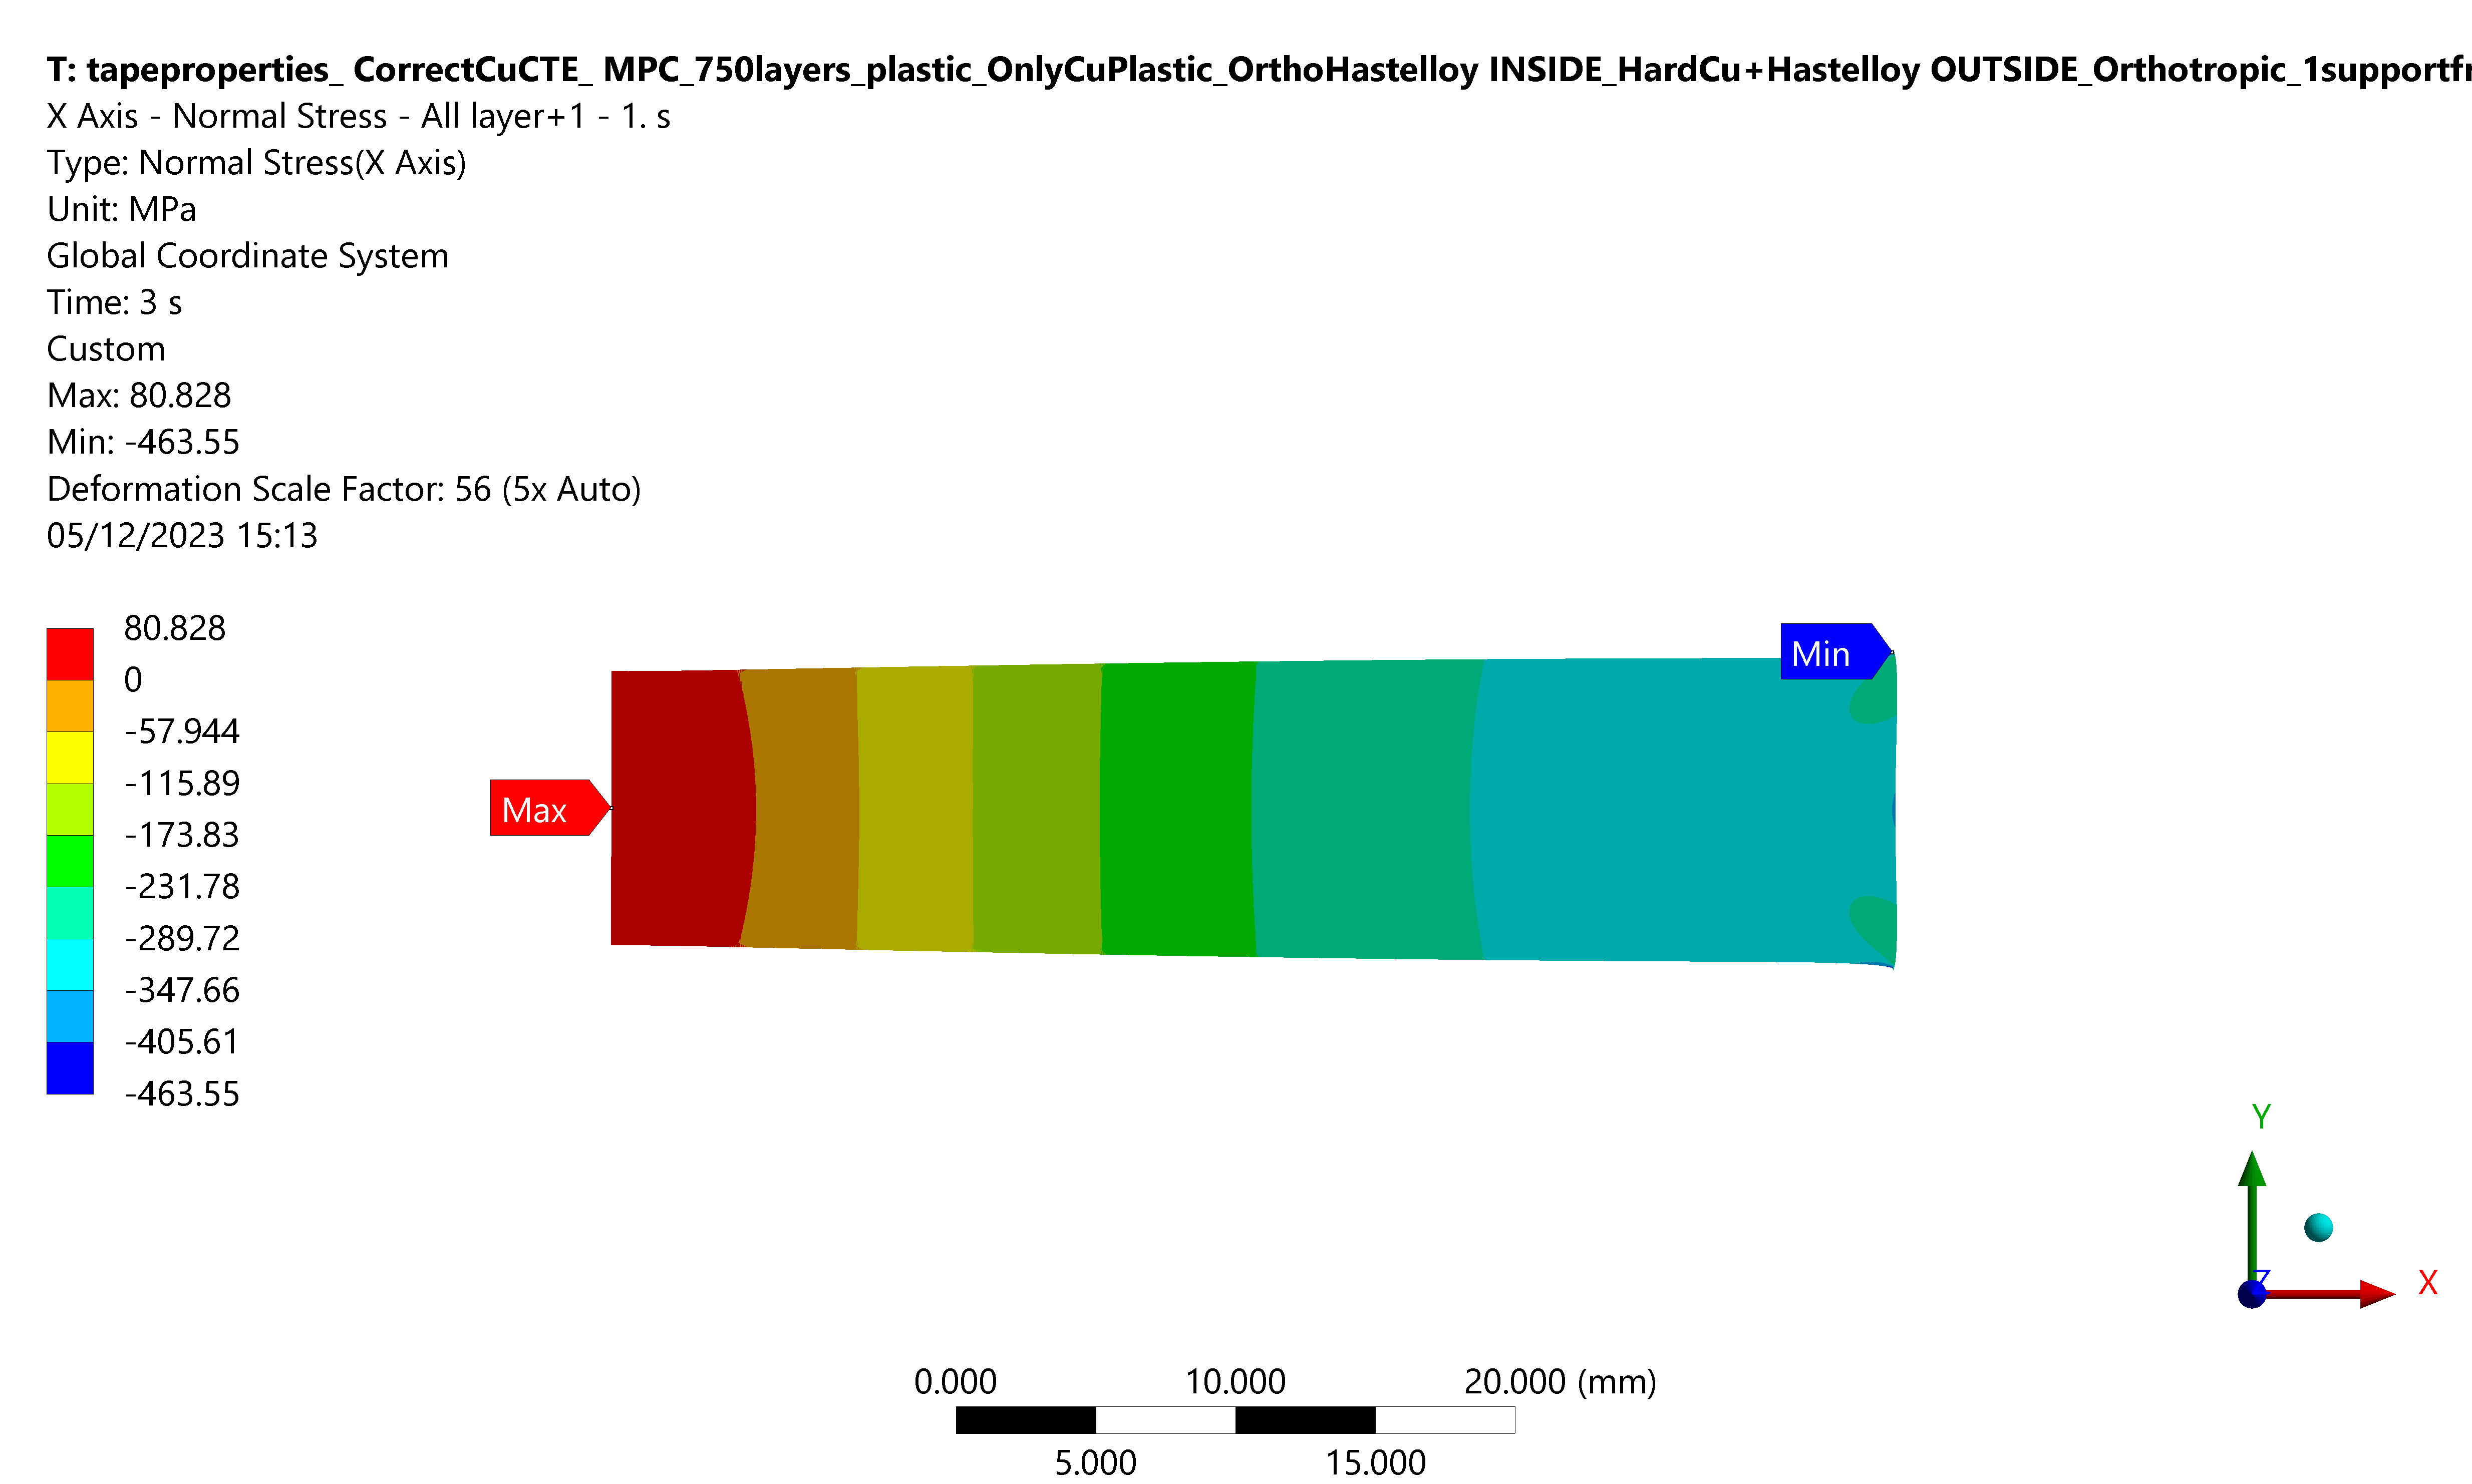 T: tapeproperties_ CorrectCuCTE_ MPC_750layers_plastic_OnlyCuPlastic_OrthoHastelloy INSIDE_HardCu+Hastelloy OUTSIDE_Orthotropic_1supportfr
X Axis - Normal Stress - All layer+1 - 1. s
Type: Normal Stress(X Axis)
Unit: MPa
Global Coordinate System
Time: 3 s
Custom
Max: 80.828
Min: -463.55
Deformation Scale Factor: 56 (5x Auto)
05/12/2023 15:13
80.828
0
-57.944
-115.89
-173.83
-231.78
-289.72
-347.66
-405.61
-463.55
Min
Max
Y
Z
X
0.000 10.000 20.000 (mm)
5.000 15.000